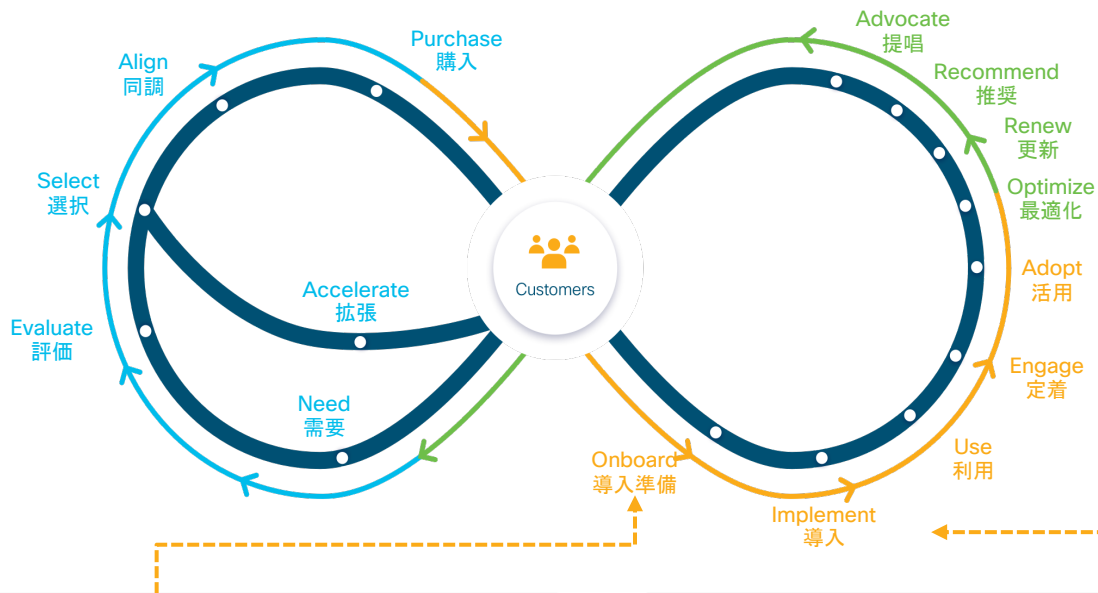 Purchase
購入
Align
同調
Select
選択
Evaluate
評価
Accelerate
拡張
Need
需要
Customers
Advocate
提唱
Recommend
推奨
Renew
更新
Optimize
最適化
Adopt
活用
Engage
定着
Use
利用
Implement
導入
Onboard
導入準備